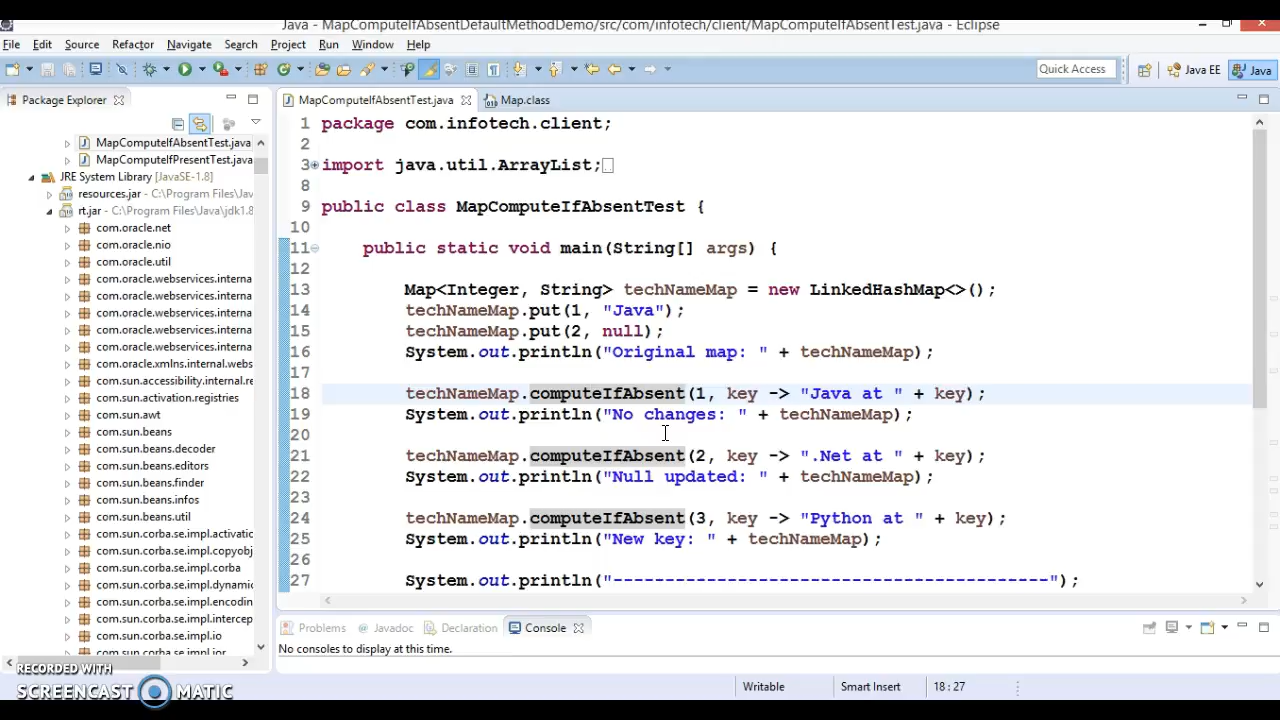 Java - MapComputeIfAbsentDefaultMethodDemo/src/com/infotech/client/MapComputeIfAbsentTest.java - Eclipse
File Edit Source Refactor Navigate Search Project Run Window Help
Quick Access Java EE Java
Package Explorer
MapComputeIfAbsentTest.java
MapComputeIfPresentTest.java
JRE System Library [JavaSE-1.8]
resources.jar - C:\Program Files\Jav
rt.jar - C:\Program Files\Java\jdk1.8
com.oracle.net
com.oracle.nio
com.oracle.util
com.oracle.webservices.interna
com.oracle.webservices.interna
com.oracle.webservices.interna
com.oracle.webservices.interna
com.oracle.webservices.interna
com.oracle.xmlns.internal.webs
com.sun.accessibility.internal.re
com.sun.activation.registries
com.sun.awt
com.sun.beans
com.sun.beans.decoder
com.sun.beans.editors
com.sun.beans.finder
com.sun.beans.infos
com.sun.beans.util
com.sun.corba.se.impl.activatio
com.sun.corba.se.impl.copyobj
com.sun.corba.se.impl.corba
com.sun.corba.se.impl.dynamic
com.sun.corba.se.impl.encodin
com.sun.corba.se.impl.intercep
com.sun.corba.se.impl.io
com.sun.corba.se.impl.ior
MapComputeIfAbsentTest.java Map.class
1 package com.infotech.client;
2
3 import java.util.ArrayList;
8
9 public class MapComputeIfAbsentTest {
10
11 public static void main(String[] args) {
12
13 Map<Integer, String> techNameMap = new LinkedHashMap<>();
14 techNameMap.put(1, "Java");
15 techNameMap.put(2, null);
16 System.out.println("Original map: " + techNameMap);
17
18 techNameMap.computeIfAbsent(1, key -> "Java at " + key);
19 System.out.println("No changes: " + techNameMap);
20
21 techNameMap.computeIfAbsent(2, key -> ".Net at " + key);
22 System.out.println("Null updated: " + techNameMap);
23
24 techNameMap.computeIfAbsent(3, key -> "Python at " + key);
25 System.out.println("New key: " + techNameMap);
26
27 System.out.println("------------------------------------------");
Problems Javadoc Declaration Console
No consoles to display at this time.
Writable Smart Insert 18 : 27
RECORDED WITH
SCREENCAST MATIC